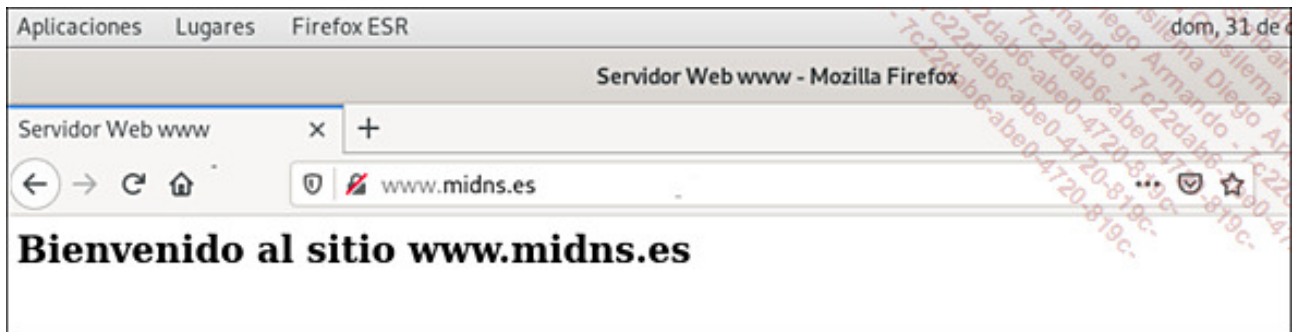 Aplicaciones Lugares Firefox ESR dom, 31 de
Servidor Web www - Mozilla Firefox
Servidor Web www
www.midns.es
Bienvenido al sitio www.midns.es